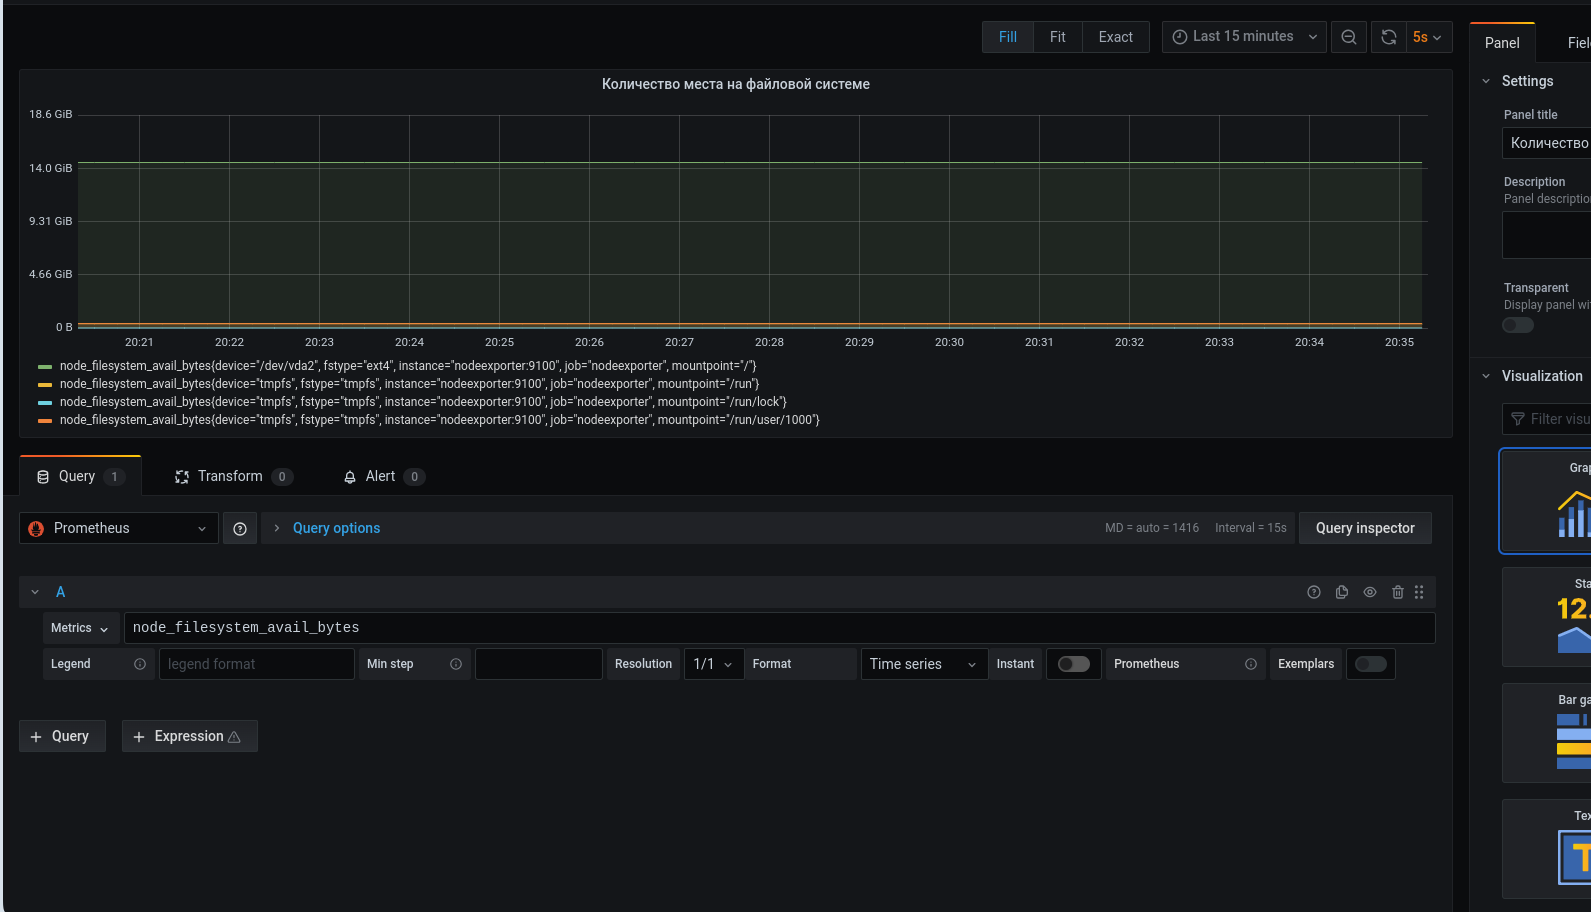 Fill Fit Exact Last 15 minutes 5s
Panel Fiel
Количество места на файловой системе
Settings
18.6 GiB
14.0 GiB
9.31 GiB
4.66 GiB
0 B
20:21 20:22 20:23 20:24 20:25 20:26 20:27 20:28 20:29 20:30 20:31 20:32 20:33 20:34 20:35
node_filesystem_avail_bytes{device="/dev/vda2", fstype="ext4", instance="nodeexporter:9100", job="nodeexporter", mountpoint="/"}
node_filesystem_avail_bytes{device="tmpfs", fstype="tmpfs", instance="nodeexporter:9100", job="nodeexporter", mountpoint="/run"}
node_filesystem_avail_bytes{device="tmpfs", fstype="tmpfs", instance="nodeexporter:9100", job="nodeexporter", mountpoint="/run/lock"}
node_filesystem_avail_bytes{device="tmpfs", fstype="tmpfs", instance="nodeexporter:9100", job="nodeexporter", mountpoint="/run/user/1000"}
Query 1 Transform 0 Alert 0
Prometheus Query options MD = auto = 1416 Interval = 15s Query inspector
A
Metrics node_filesystem_avail_bytes
Legend legend format Min step Resolution 1/1 Format Time series Instant Prometheus Exemplars
+ Query + Expression
Panel title
Количество
Description
Panel descriptio
Transparent
Display panel wi
Visualization
Filter visu
Grap
Sta
12.
Bar ga
Tex
T